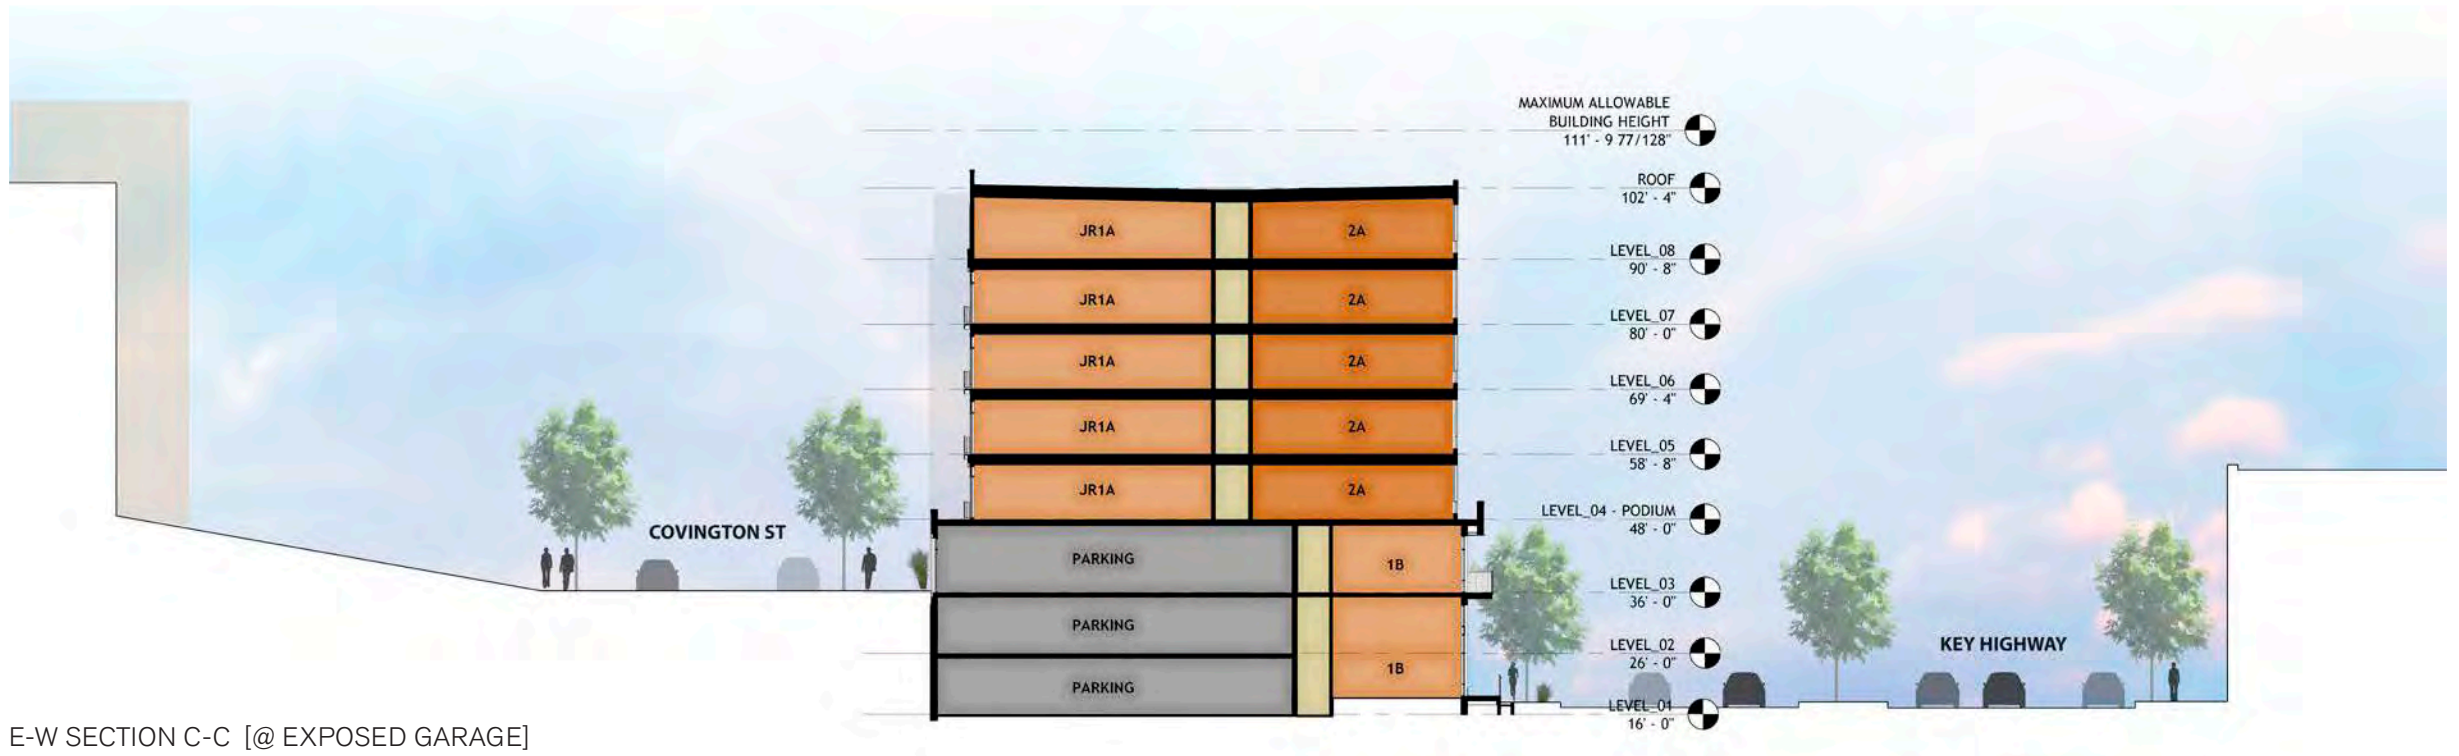 MAXIMUM ALLOWABLE
BUILDING HEIGHT
111' - 9 77/128"
ROOF
102' - 4"
JR1A
2A
LEVEL_08
90' - 8"
JR1A
2A
LEVEL_07
80' - 0"
JR1A
2A
LEVEL_06
69' - 4"
JR1A
2A
LEVEL_05
58' - 8"
JR1A
2A
LEVEL_04 - PODIUM
48' - 0"
COVINGTON ST
PARKING
1B
LEVEL_03
36' - 0"
PARKING
LEVEL_02
26' - 0"
KEY HIGHWAY
1B
PARKING
LEVEL_01
16' - 0"
E-W SECTION C-C [@ EXPOSED GARAGE]